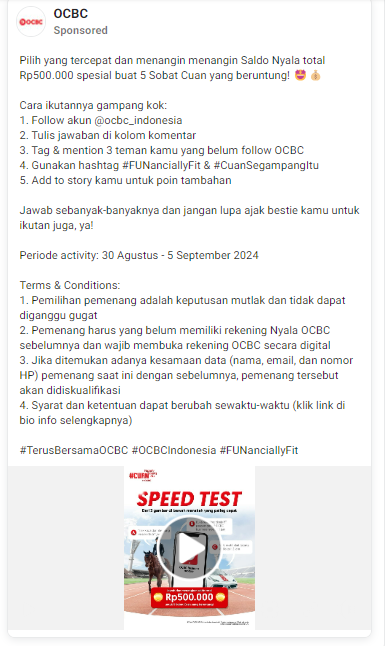 OCBC
OCBC
Sponsored
Pilih yang tercepat dan menangin menangin Saldo Nyala total
Rp500.000 spesial buat 5 Sobat Cuan yang beruntung! 🤩 💰
Cara ikutannya gampang kok:
1. Follow akun @ocbc_indonesia
2. Tulis jawaban di kolom komentar
3. Tag & mention 3 teman kamu yang belum follow OCBC
4. Gunakan hashtag #FUNanciallyFit & #CuanSegampangItu
5. Add to story kamu untuk poin tambahan
Jawab sebanyak-banyaknya dan jangan lupa ajak bestie kamu untuk
ikutan juga, ya!
Periode activity: 30 Agustus - 5 September 2024
Terms & Conditions:
1. Pemilihan pemenang adalah keputusan mutlak dan tidak dapat
diganggu gugat
2. Pemenang harus yang belum memiliki rekening Nyala OCBC
sebelumnya dan wajib membuka rekening OCBC secara digital
3. Jika ditemukan adanya kesamaan data (nama, email, dan nomor
HP) pemenang saat ini dengan sebelumnya, pemenang tersebut
akan didiskualifikasi
4. Syarat dan ketentuan dapat berubah sewaktu-waktu (klik link di
bio info selengkapnya)
#TerusBersamaOCBC #OCBCIndonesia #FUNanciallyFit
SPEED TEST
Rp500.000